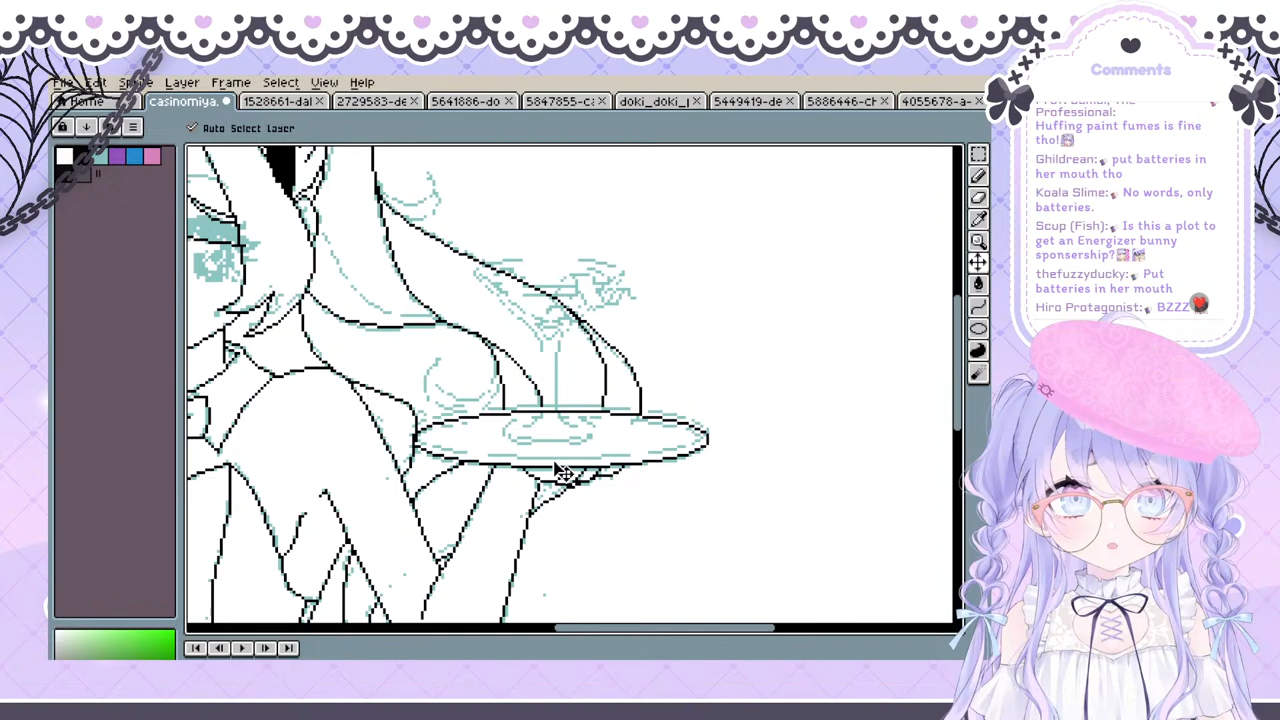 File Edit Sprite Layer Frame Select View Help
Home casinomiya. 1528661-dal 2729583-de 5641886-do 5847855-ca doki_doki_ 5449419-de 5886446-ch 4055678-a-
Auto Select Layer
Comments
Professional:
Huffing paint fumes is fine
tho!
Ghildrean: put batteries in
her mouth tho
Koala Slime: No words, only
batteries.
Scup (Fish): Is this a plot to
get an Energizer bunny
sponsership?
thefuzzyducky: Put
batteries in her mouth
Hiro Protagonist: BZZZ